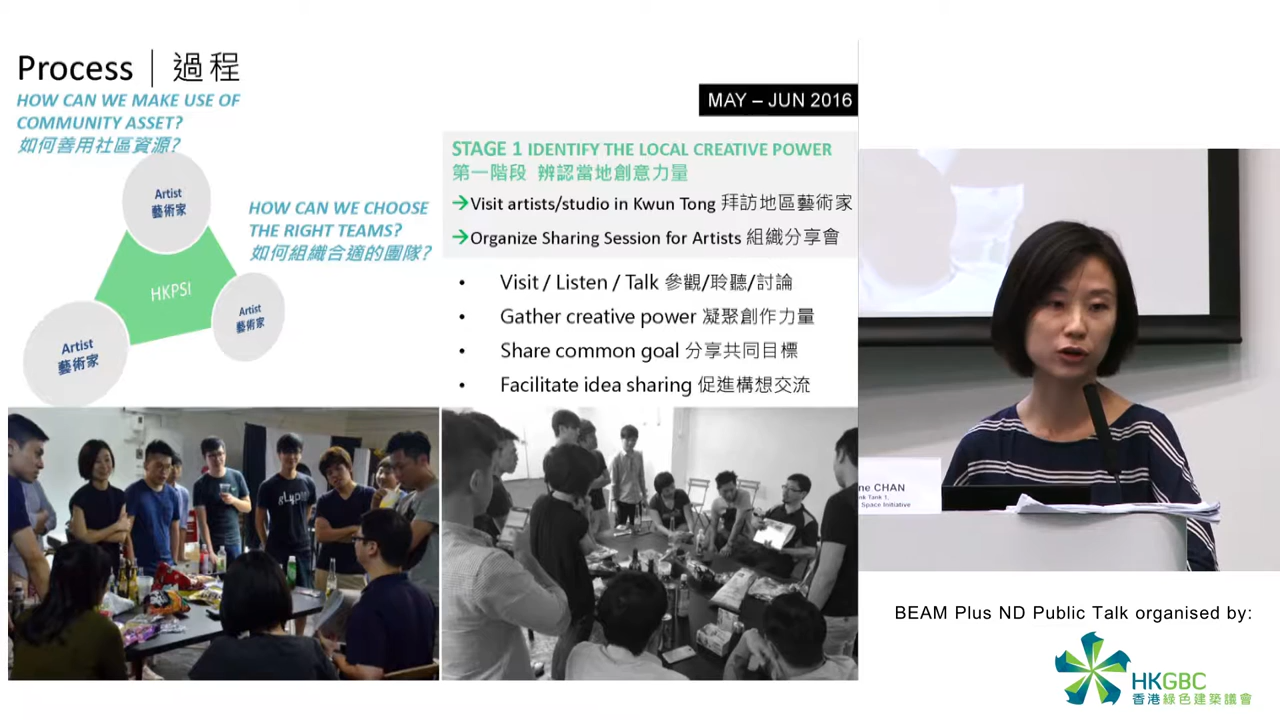 Process | 過程
HOW CAN WE MAKE USE OF
COMMUNITY ASSET?
如何善用社區資源?
Artist
藝術家
HOW CAN WE CHOOSE
THE RIGHT TEAMS?
如何組織合適的團隊?
HKPSI
Artist
藝術家
Artist
藝術家
MAY – JUN 2016
STAGE 1 IDENTIFY THE LOCAL CREATIVE POWER
第一階段 辨認當地創意力量
→Visit artists/studio in Kwun Tong 拜訪地區藝術家
→Organize Sharing Session for Artists 組織分享會
• Visit / Listen / Talk 參觀/聆聽/討論
• Gather creative power 凝聚創作力量
• Share common goal 分享共同目標
• Facilitate idea sharing 促進構想交流
ne CHAN
nk Tank 1,
Space Initiative
BEAM Plus ND Public Talk organised by:
HKGBC
香港綠色建築議會